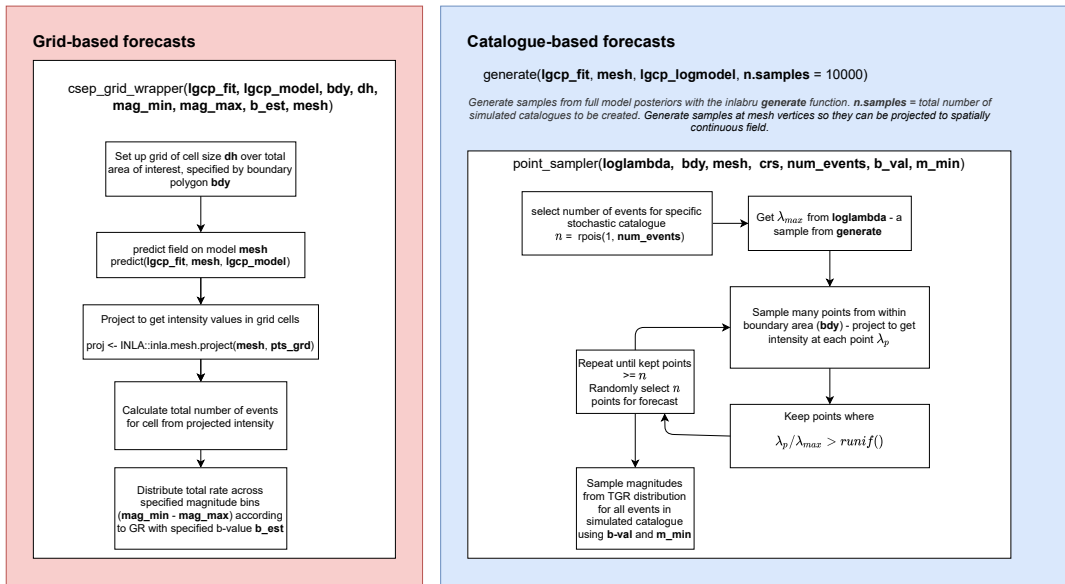 Grid-based forecasts
csep_grid_wrapper(lgcp_fit, lgcp_model, bdy, dh,
mag_min, mag_max, b_est, mesh)
Set up grid of cell size dh over total
area of interest, specified by boundary
polygon bdy
predict field on model mesh
predict(lgcp_fit, mesh, lgcp_model)
Project to get intensity values in grid cells
proj <- INLA::inla.mesh.project(mesh, pts_grd)
Calculate total number of events
for cell from projected intensity
Distribute total rate across
specified magnitude bins
(mag_min - mag_max) according
to GR with specified b-value b_est
Catalogue-based forecasts
generate(lgcp_fit, mesh, lgcp_logmodel, n.samples = 10000)
Generate samples from full model posteriors with the inlabru generate function. n.samples = total number of
simulated catalogues to be created. Generate samples at mesh vertices so they can be projected to spatially
continuous field.
point_sampler(loglambda, bdy, mesh, crs, num_events, b_val, m_min)
select number of events for specific
stochastic catalogue
n = rpois(1, num_events)
Get λmax from loglambda - a
sample from generate
Sample many points from within
boundary area (bdy) - project to get
intensity at each point λp
Keep points where
λp/λmax > runif()
Repeat until kept points
>= n
Randomly select n
points for forecast
Sample magnitudes
from TGR distribution
for all events in
simulated catalogue
using b-val and m_min